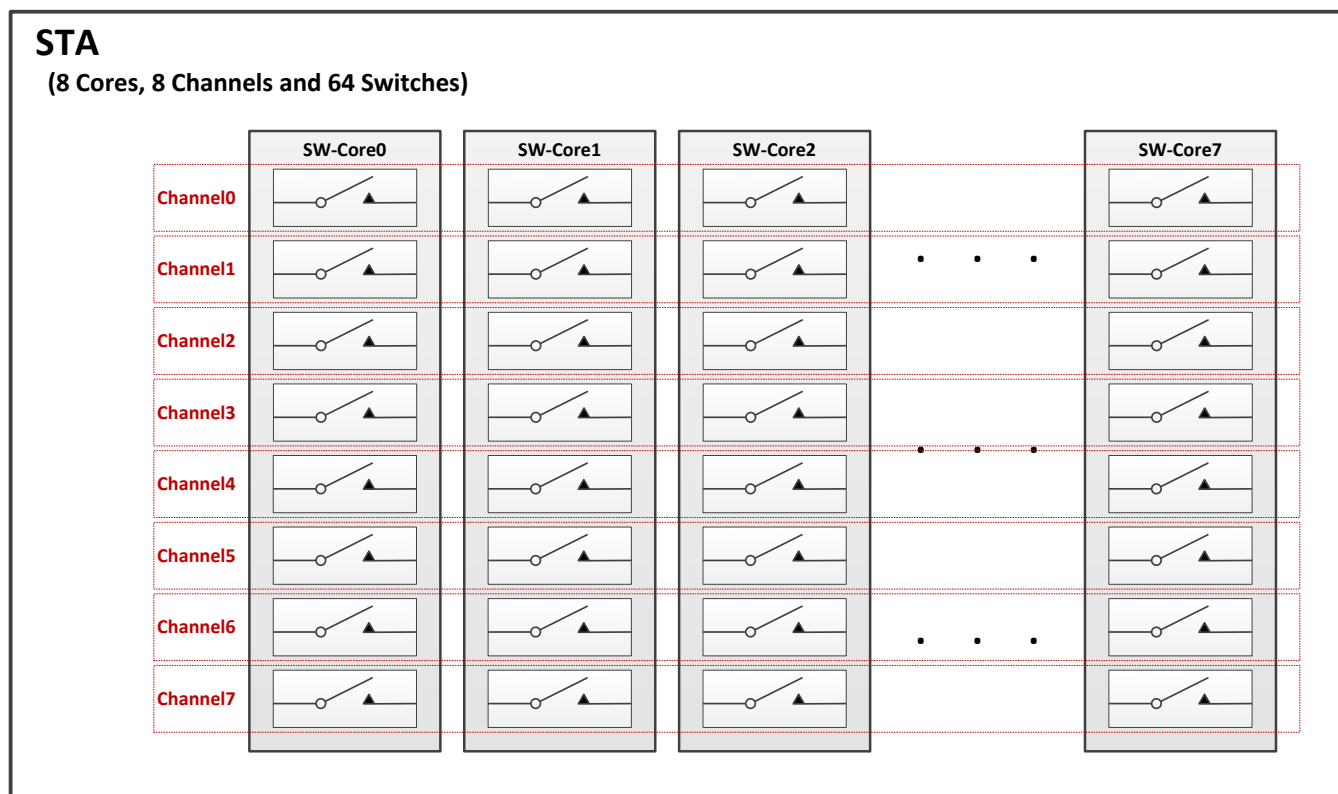 STA
(8 Cores, 8 Channels and 64 Switches)
SW-Core0 SW-Core1 SW-Core2 SW-Core7
Channel0
Channel1
. . .
Channel2
Channel3
. . .
Channel4
Channel5
Channel6
. . .
Channel7